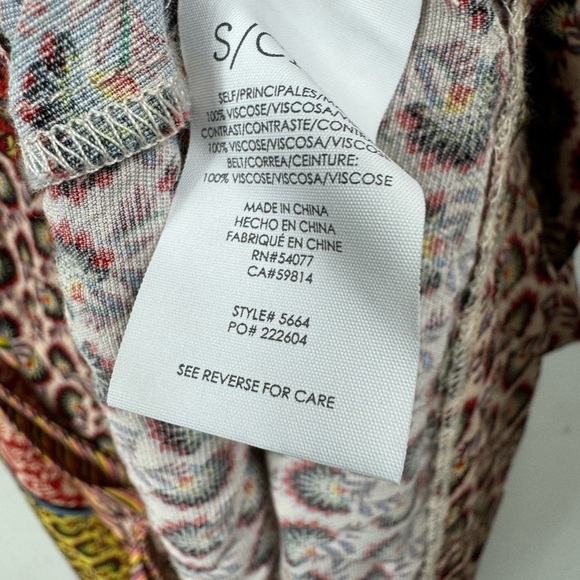 S/C
SELF/PRINCIPALES/
100% VISCOSE/VISCOSA/
CONTRAST/CONTRASTE/
100% VISCOSE/VISCOSA/VISCOSE
BELT/CORREA/CEINTURE:
100% VISCOSE/VISCOSA/VISCOSE
MADE IN CHINA
HECHO EN CHINA
FABRIQUÉ EN CHINE
RN#54077
CA#59814
STYLE# 5664
PO# 222604
SEE REVERSE FOR CARE